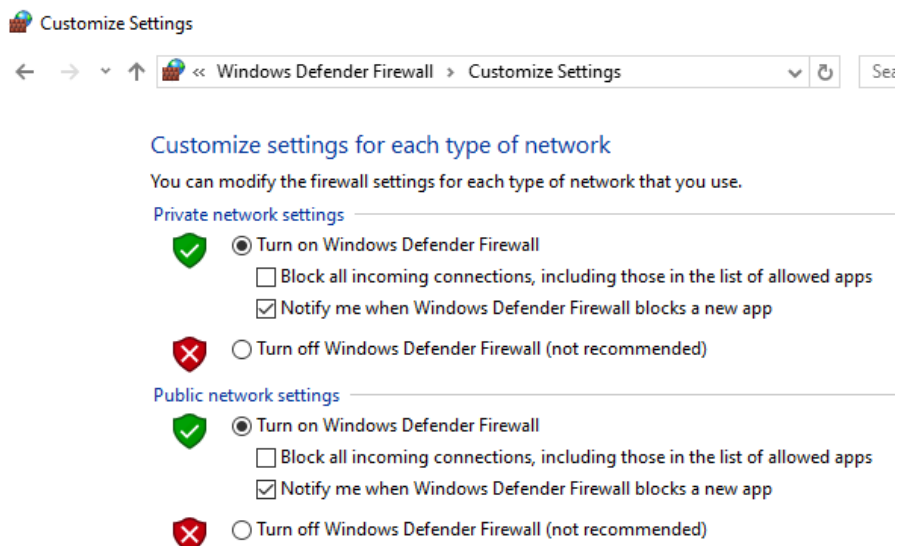 Customize Settings
« Windows Defender Firewall > Customize Settings
Customize settings for each type of network
You can modify the firewall settings for each type of network that you use.
Private network settings
Turn on Windows Defender Firewall
Block all incoming connections, including those in the list of allowed apps
Notify me when Windows Defender Firewall blocks a new app
Turn off Windows Defender Firewall (not recommended)
Public network settings
Turn on Windows Defender Firewall
Block all incoming connections, including those in the list of allowed apps
Notify me when Windows Defender Firewall blocks a new app
Turn off Windows Defender Firewall (not recommended)